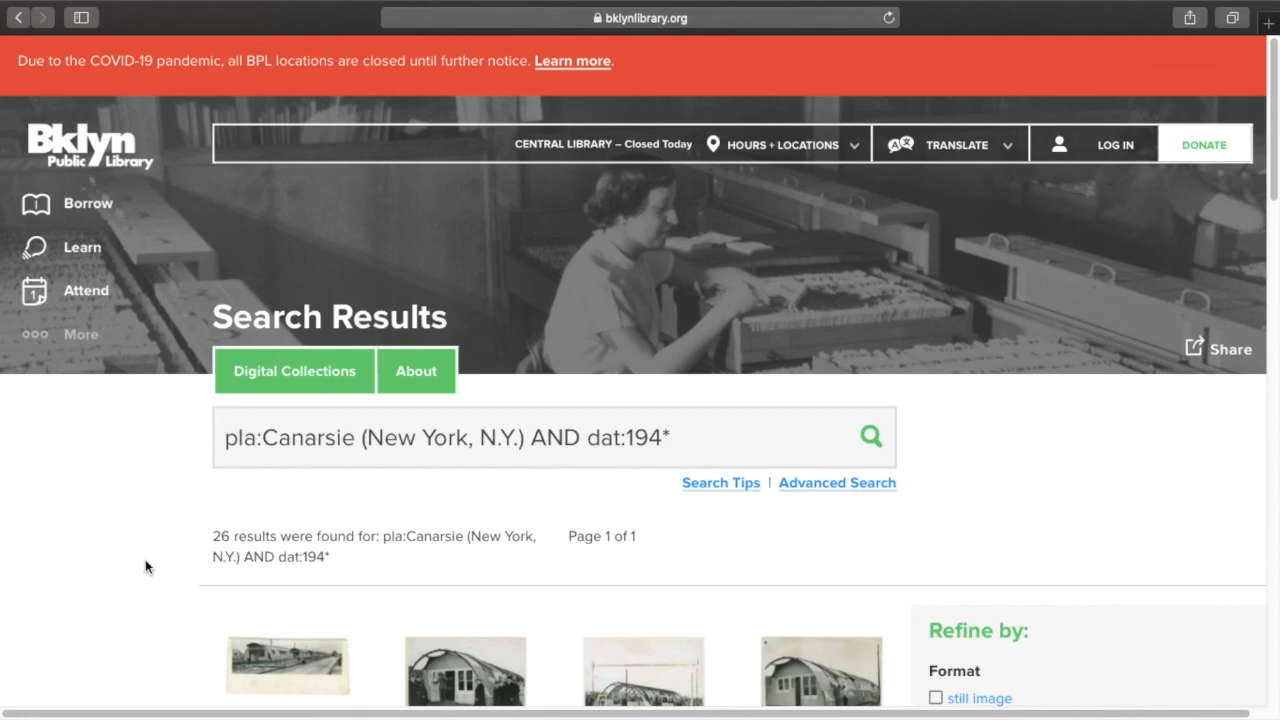 bklynlibrary.org
Due to the COVID-19 pandemic, all BPL locations are closed until further notice. Learn more.
Bklyn
Public Library
CENTRAL LIBRARY – Closed Today HOURS + LOCATIONS TRANSLATE LOG IN DONATE
Borrow
Learn
1
Attend
More
Search Results
Share
Digital Collections About
pla:Canarsie (New York, N.Y.) AND dat:194*
Search Tips | Advanced Search
26 results were found for: pla:Canarsie (New York, Page 1 of 1
N.Y.) AND dat:194*
Refine by:
Format
still image